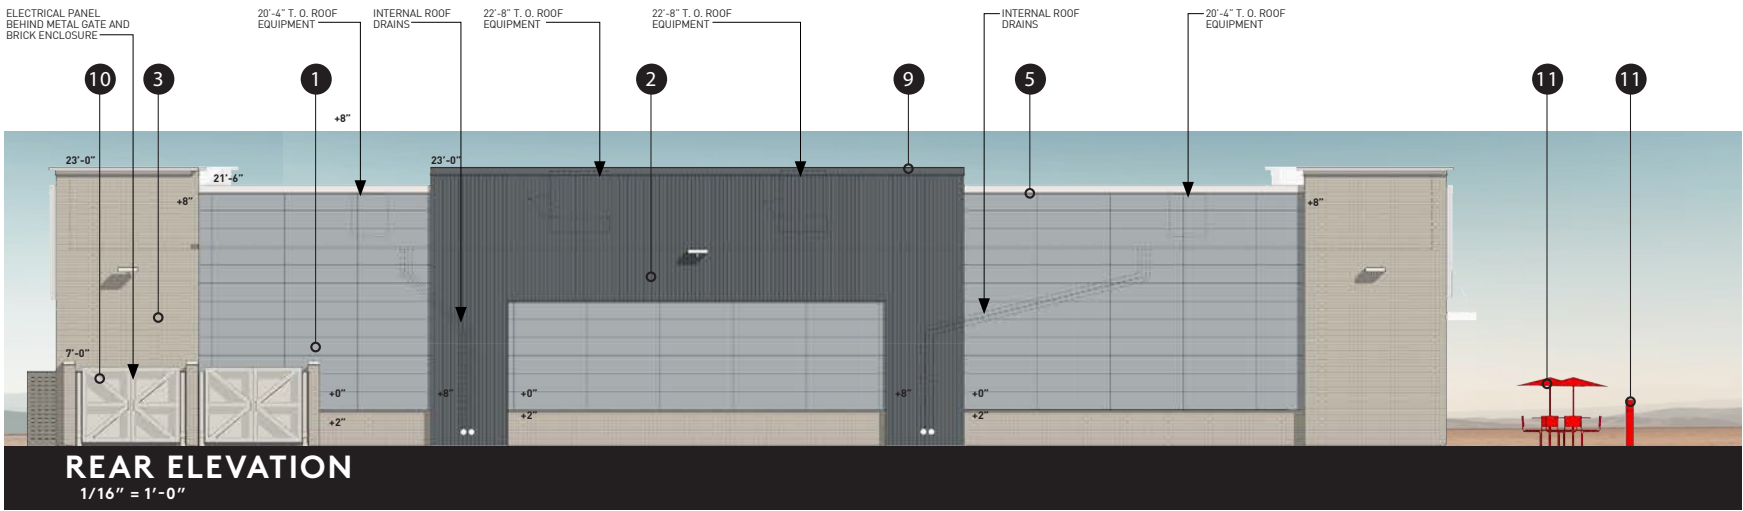 ELECTRICAL PANEL
BEHIND METAL GATE AND
BRICK ENCLOSURE
20'-4" T. O. ROOF
EQUIPMENT
INTERNAL ROOF
DRAINS
22'-8" T. O. ROOF
EQUIPMENT
22'-8" T. O. ROOF
EQUIPMENT
INTERNAL ROOF
DRAINS
20'-4" T. O. ROOF
EQUIPMENT
10
3
1
2
9
5
11
11
+8"
23'-0"
21'-6"
+8"
23'-0"
+8"
7'-0"
+0"
+2"
+8"
+0"
+2"
+8"
+0"
+2"
REAR ELEVATION
1/16" = 1'-0"